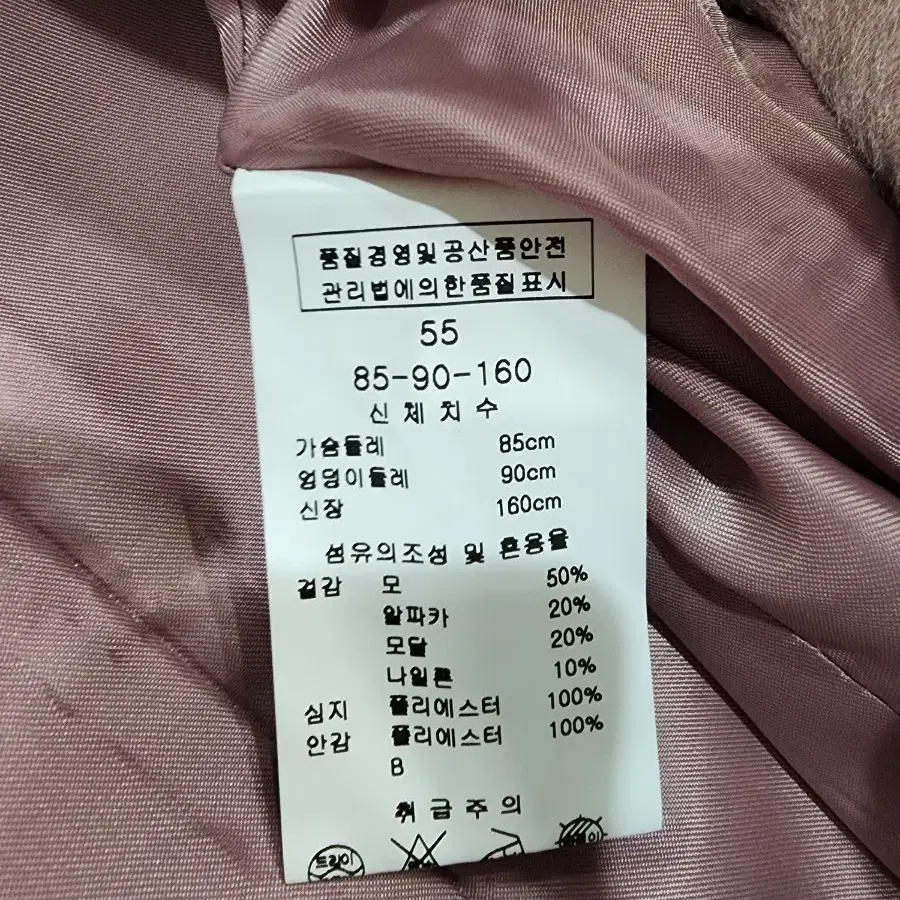 품질경영및공산품안전
관리법에의한품질표시
55
85-90-160
신체치수
가슴둘레 85cm
엉덩이둘레 90cm
신장 160cm
섬유의조성 및 혼용율
겉감 모 50%
알파카 20%
모달 20%
나일론 10%
심지 폴리에스터 100%
안감 폴리에스터 100%
B
취급주의
드라이